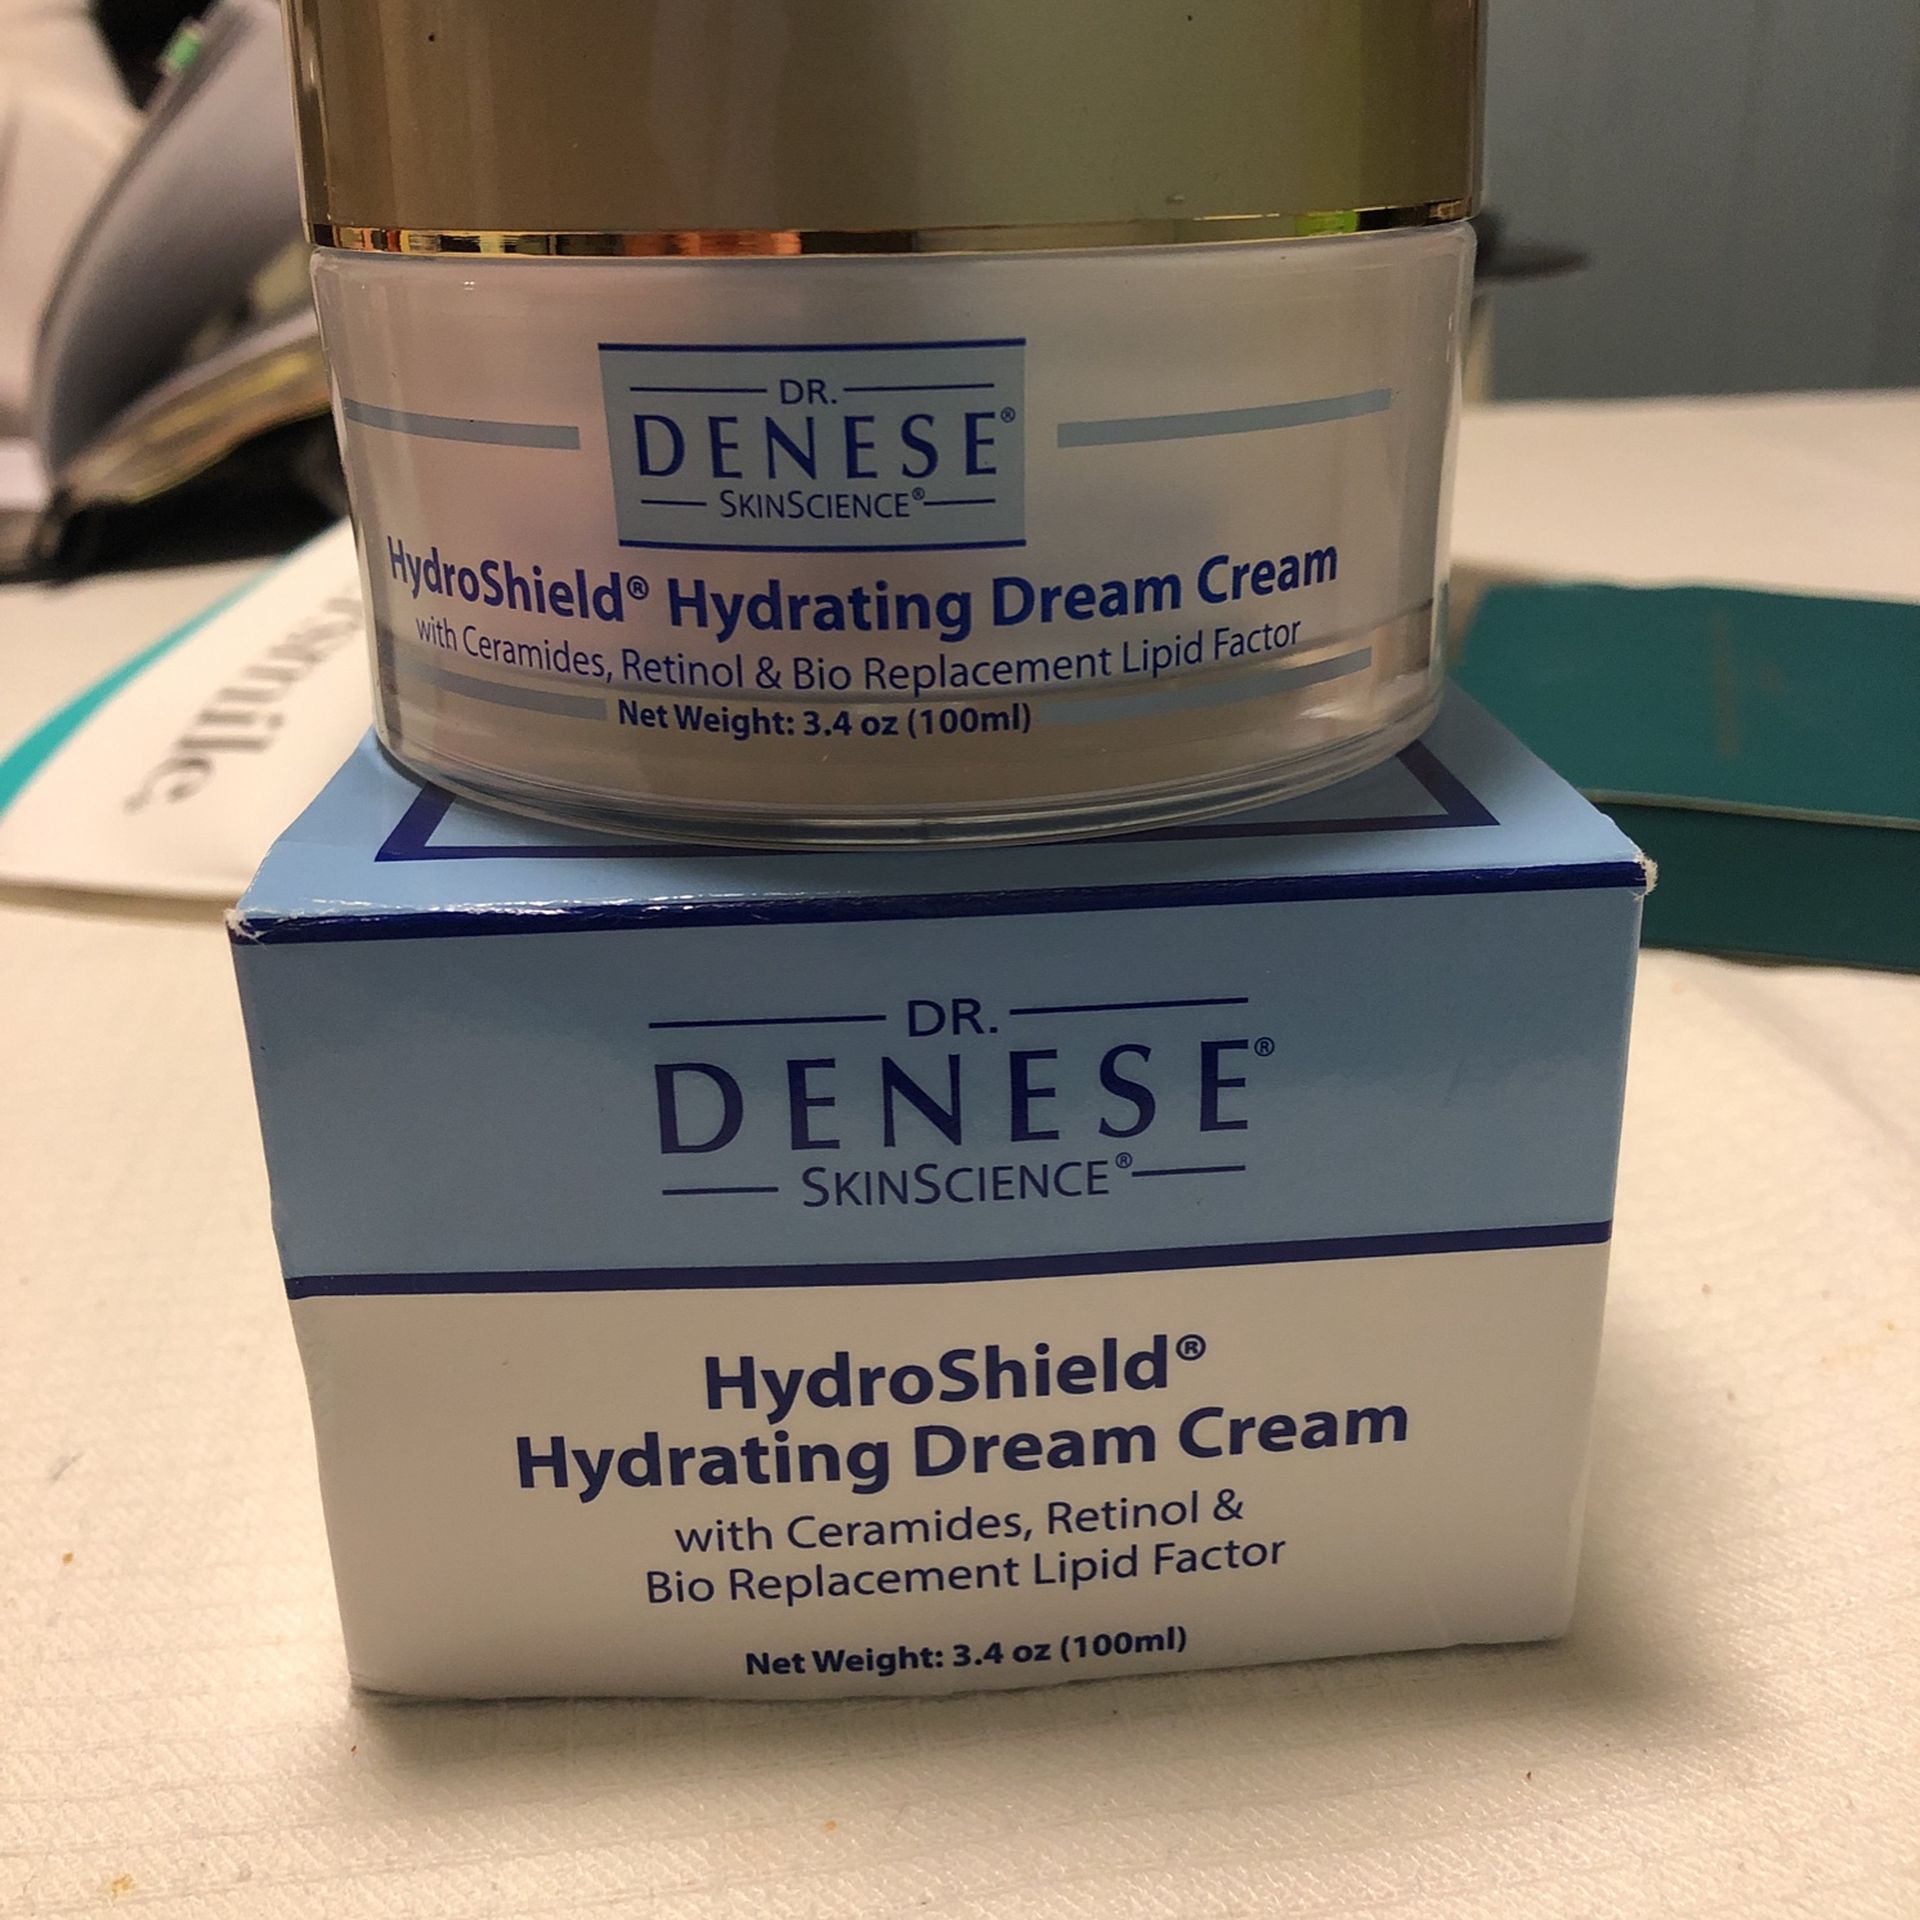 DR.
DENESE®
SKINSCIENCE®
HydroShield® Hydrating Dream Cream
with Ceramides, Retinol & Bio Replacement Lipid Factor
Net Weight: 3.4 oz (100ml)
DR.
DENESE®
SKINSCIENCE®
HydroShield®
Hydrating Dream Cream
with Ceramides, Retinol &
Bio Replacement Lipid Factor
Net Weight: 3.4 oz (100ml)